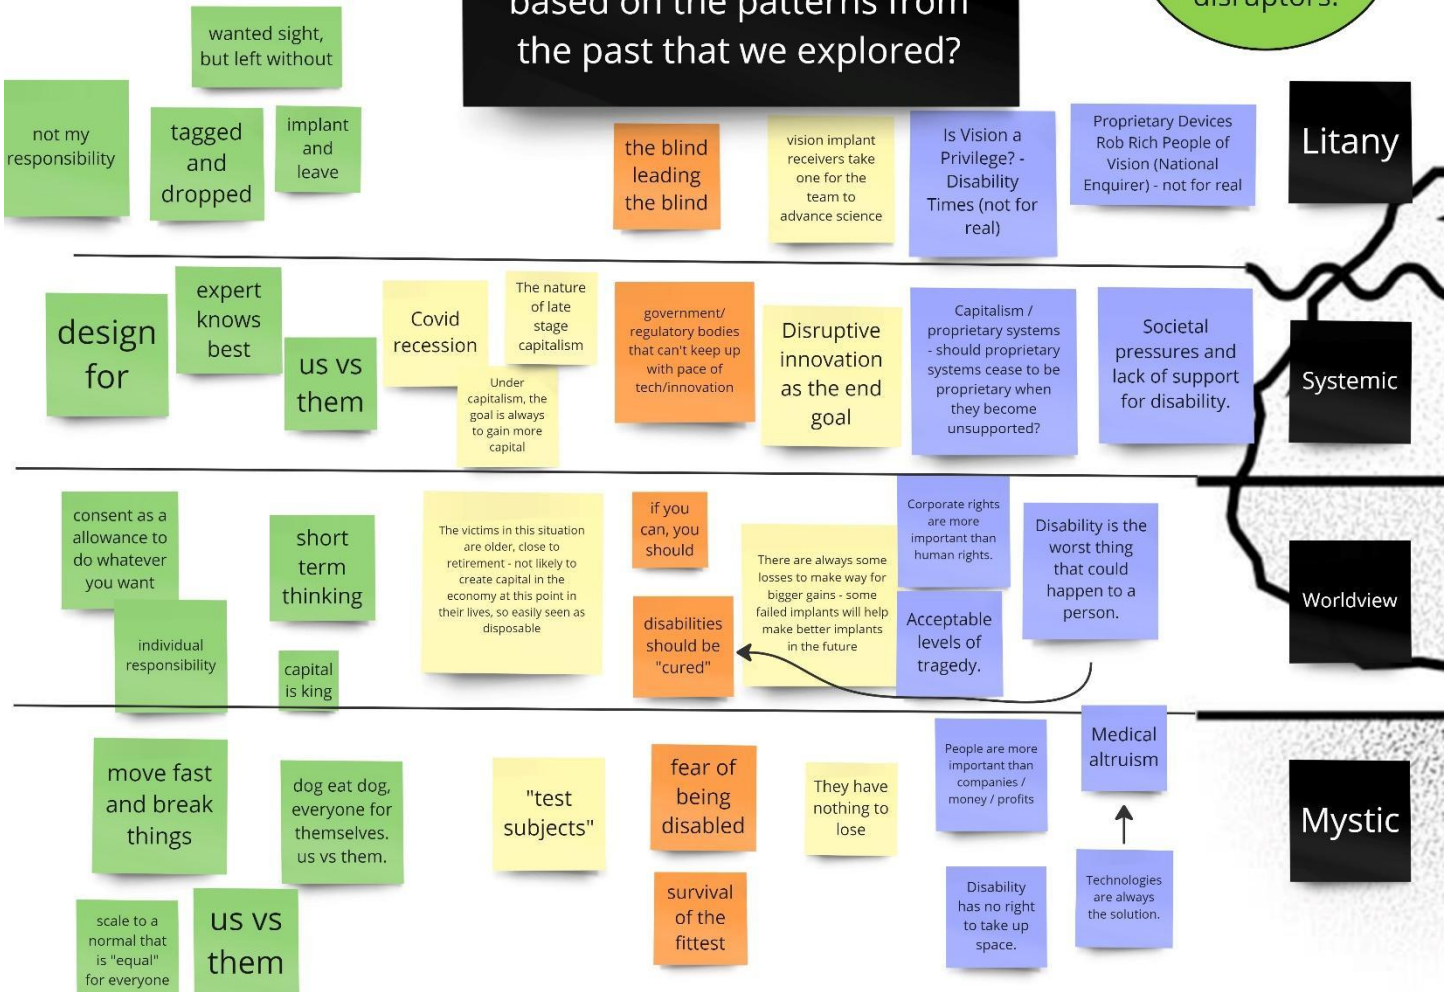 based on the patterns from
the past that we explored?
disruptors.
wanted sight,
but left without
not my
responsibility
tagged
and
dropped
implant
and
leave
the blind
leading
the blind
vision implant
receivers take
one for the
team to
advance science
Is Vision a
Privilege? -
Disability
Times (not for
real)
Proprietary Devices
Rob Rich People of
Vision (National
Enquirer) - not for real
Litany
design
for
expert
knows
best
us vs
them
Covid
recession
The nature
of late
stage
capitalism
Under
capitalism, the
goal is always
to gain more
capital
government/
regulatory bodies
that can't keep up
with pace of
tech/innovation
Disruptive
innovation
as the end
goal
Capitalism /
proprietary systems
- should proprietary
systems cease to be
proprietary when
they become
unsupported?
Societal
pressures and
lack of support
for disability.
Systemic
consent as a
allowance to
do whatever
you want
individual
responsibility
short
term
thinking
capital
is king
The victims in this situation
are older, close to
retirement - not likely to
create capital in the
economy at this point in
their lives, so easily seen as
disposable
if you
can, you
should
disabilities
should be
"cured"
There are always some
losses to make way for
bigger gains - some
failed implants will help
make better implants
in the future
Corporate rights
are more
important than
human rights.
Acceptable
levels of
tragedy.
Disability is the
worst thing
that could
happen to a
person.
Worldview
move fast
and break
things
dog eat dog,
everyone for
themselves.
us vs them.
scale to a
normal that
is "equal"
for everyone
us vs
them
"test
subjects"
fear of
being
disabled
survival
of the
fittest
They have
nothing to
lose
People are more
important than
companies /
money / profits
Medical
altruism
Disability
has no right
to take up
space.
Technologies
are always
the solution.
Mystic